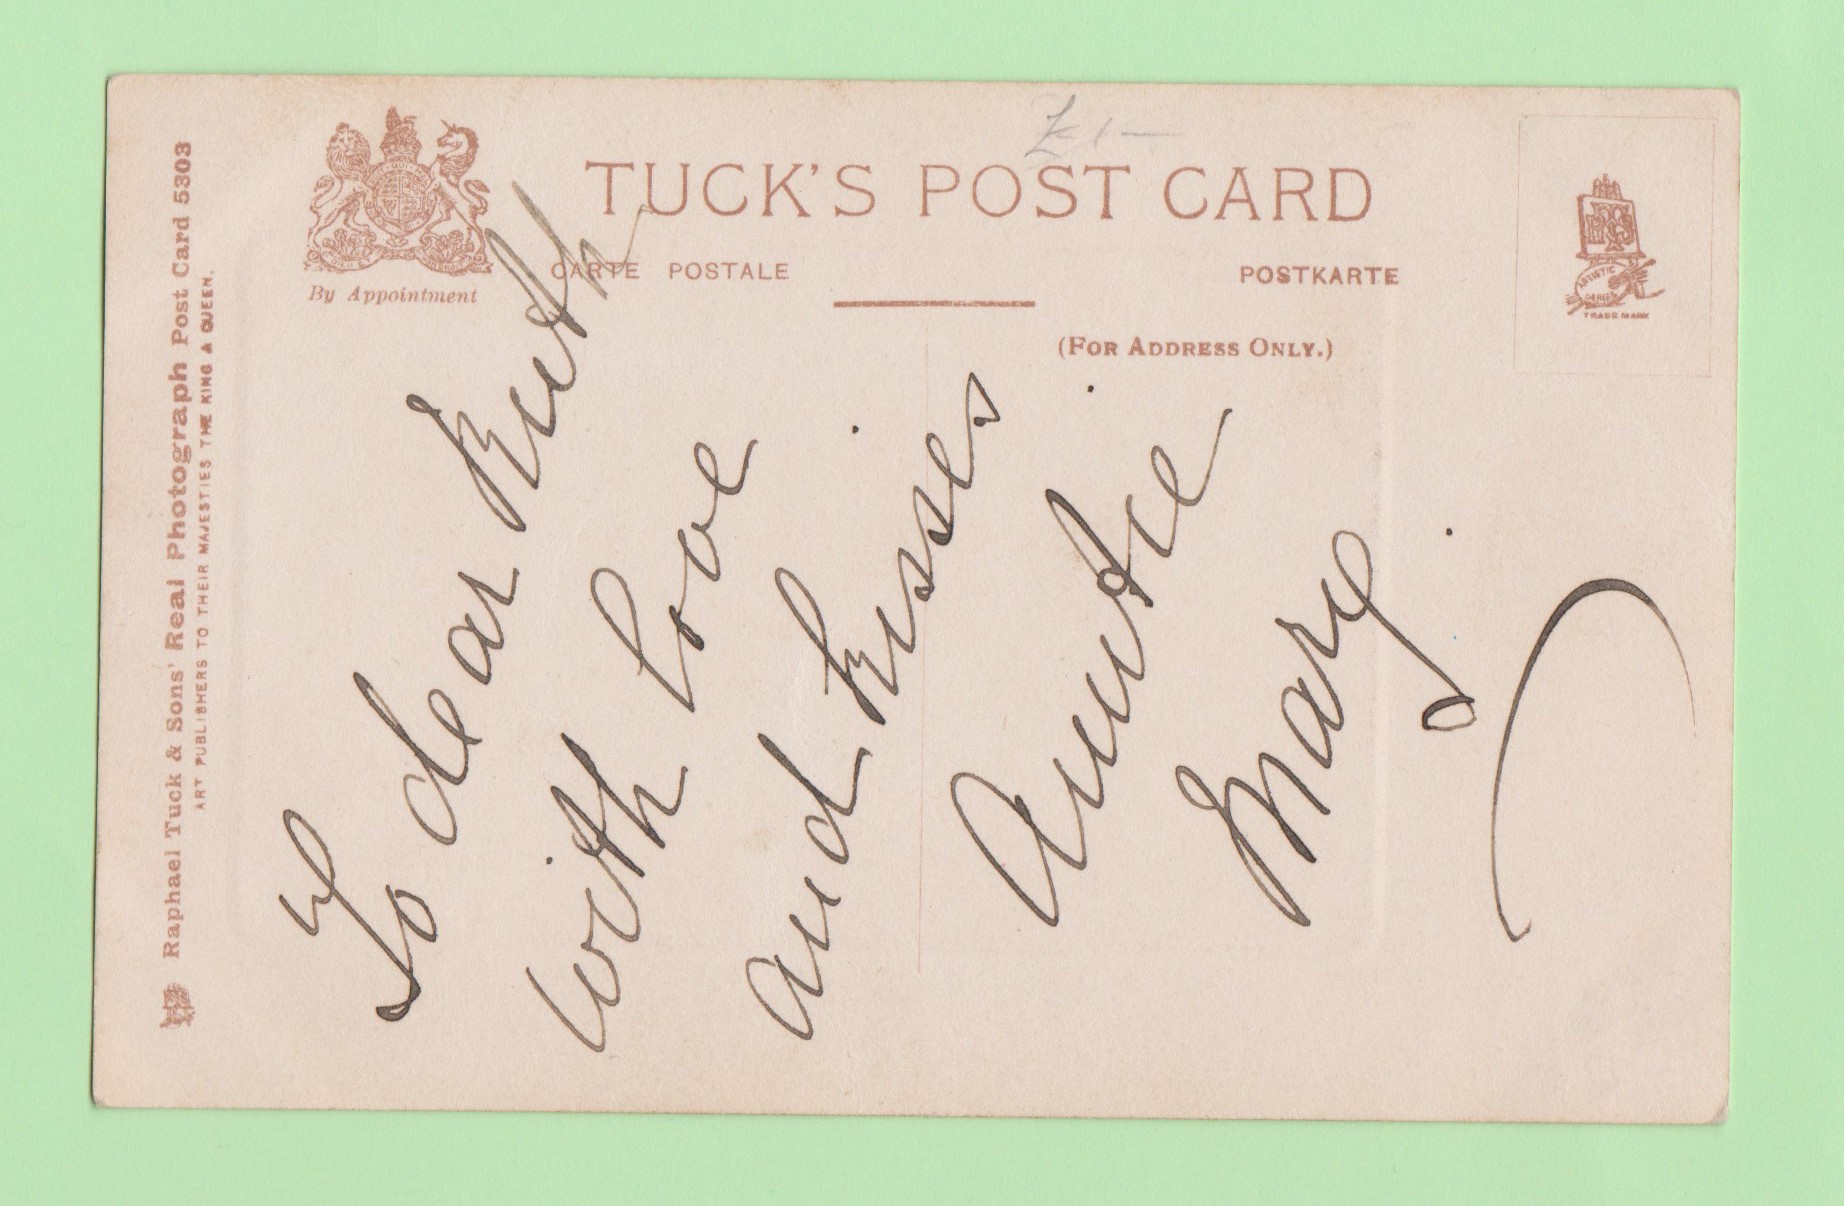 TUCK'S POST CARD
CARTE POSTALE
POSTKARTE
(FOR ADDRESS ONLY.)
By Appointment
Raphael Tuck & Sons' Real Photograph Post Card 5303
ART PUBLISHERS TO THEIR MAJESTIES THE KING & QUEEN.
ARTISTIC
SERIES
TRADE MARK
To dear Ruth
with love
and kisses
Auntie
Mary.